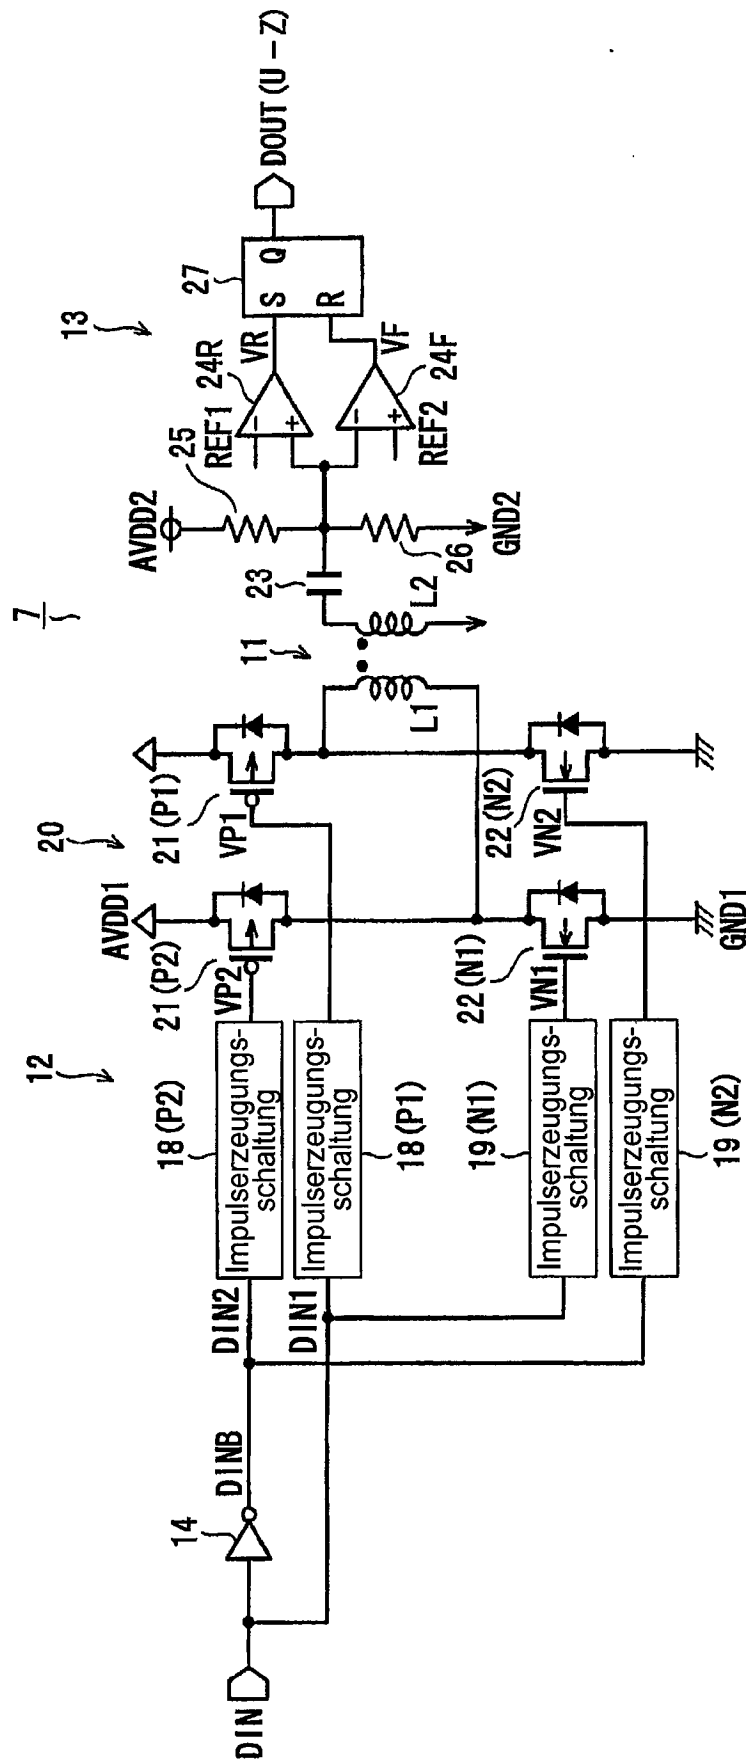 7
DIN
14
DINB
DIN2
DIN1
12
18(P2)
Impulserzeugungs-
schaltung
Impulserzeugungs-
schaltung
18(P1)
19(N1)
Impulserzeugungs-
schaltung
Impulserzeugungs-
schaltung
19(N2)
20
AVDD1
21(P2)
VP2
21(P1)
VP1
22(N1)
VN1
22(N2)
VN2
GND1
11
L1
L2
23
AVDD2
25
26
GND2
13
REF1
24R
VR
REF2
24F
VF
-
+
-
+
27
S
Q
R
DOUT(U-Z)